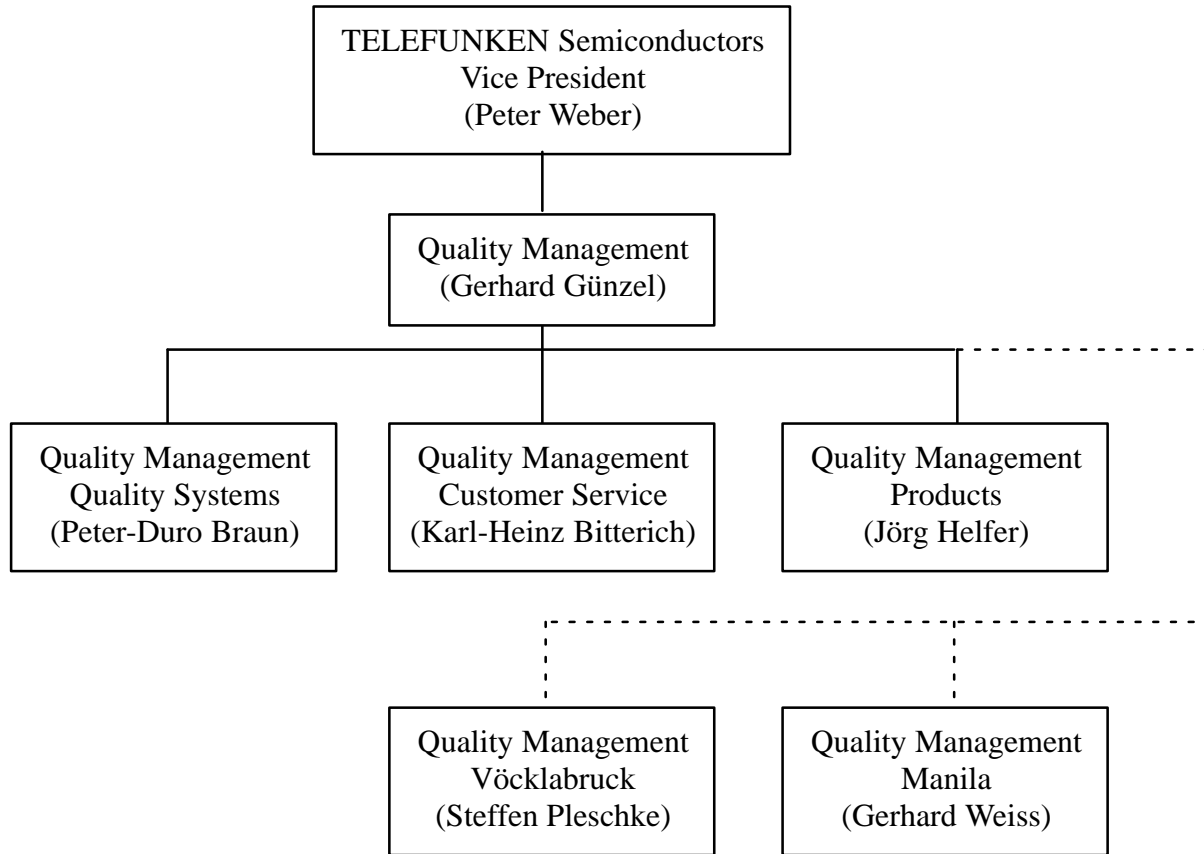 TELEFUNKEN Semiconductors
Vice President
(Peter Weber)
Quality Management
(Gerhard Günzel)
Quality Management
Quality Systems
(Peter-Duro Braun)
Quality Management
Customer Service
(Karl-Heinz Bitterich)
Quality Management
Products
(Jörg Helfer)
Quality Management
Vöcklabruck
(Steffen Pleschke)
Quality Management
Manila
(Gerhard Weiss)